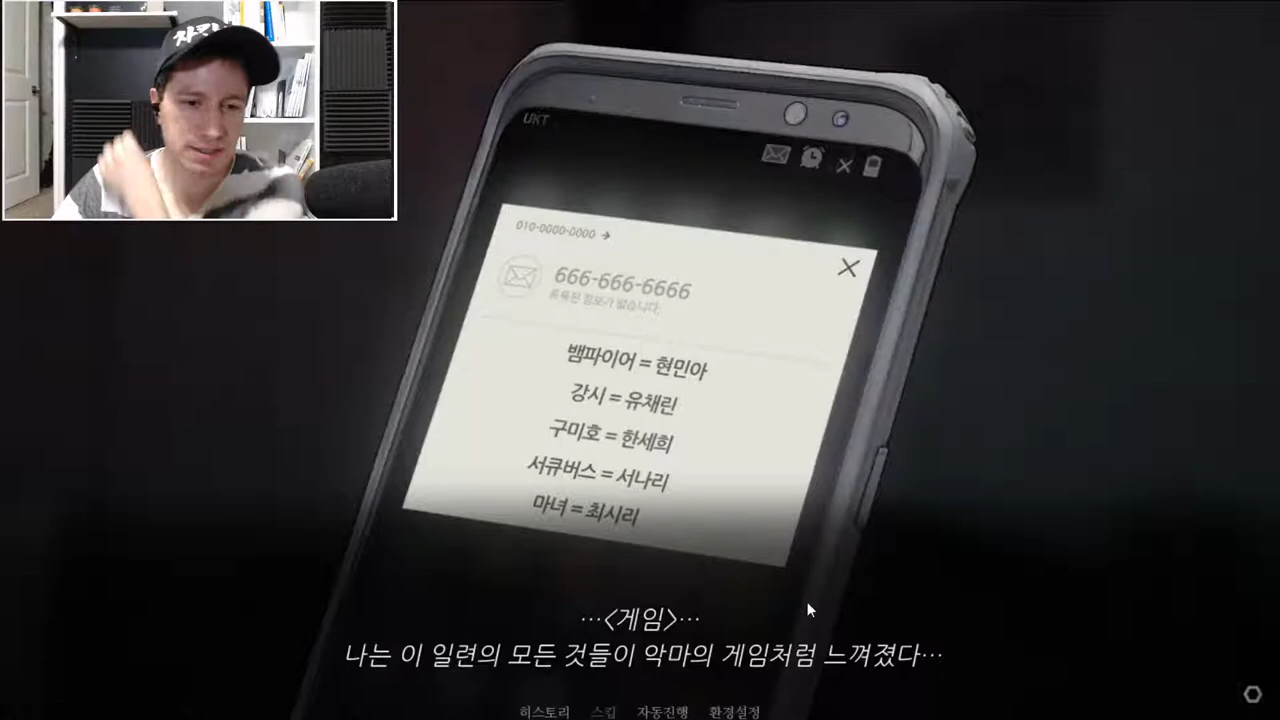 UKT
010-0000-0000 →
666-666-6666
등록된 정보가 없습니다.
뱀파이어 = 현민아
강시 = 유채린
구미호 = 한세희
서큐버스 = 서나리
마녀 = 최시리
…<게임>…
나는 이 일련의 모든 것들이 악마의 게임처럼 느껴졌다…
히스토리 스킵 자동진행 환경설정